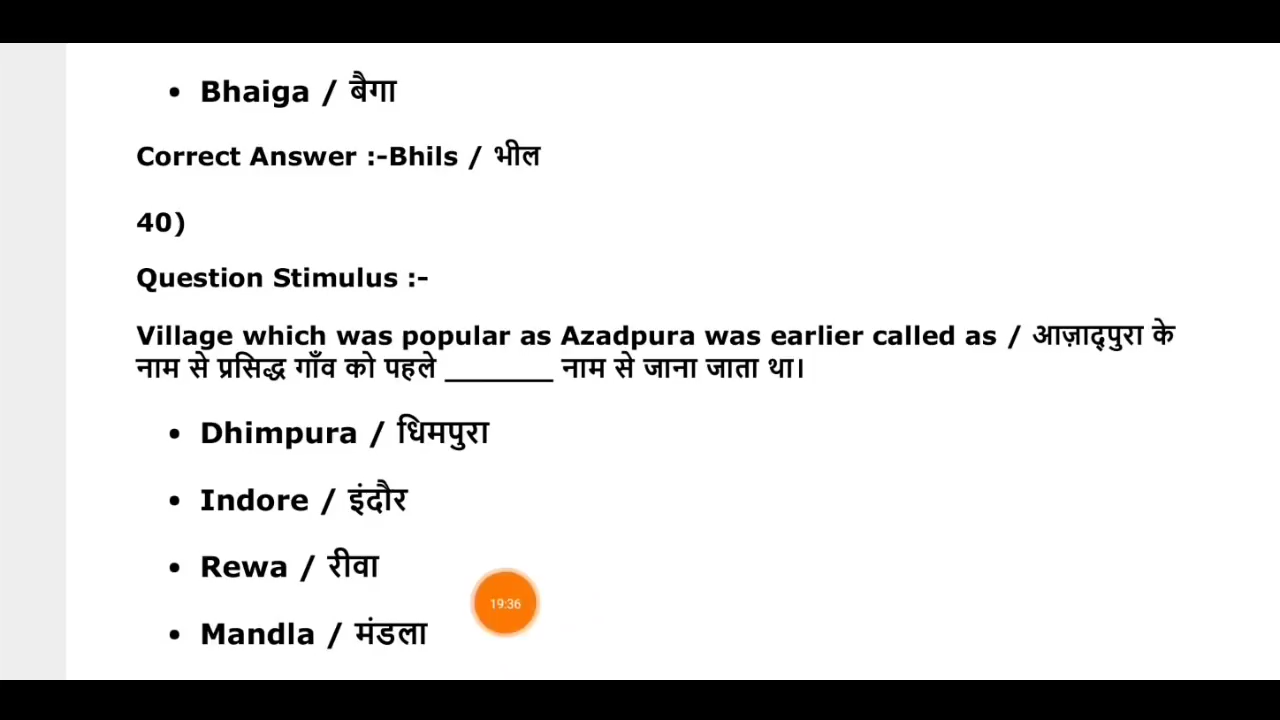 • Bhaiga / बैगा
Correct Answer :-Bhils / भील
40)
Question Stimulus :-
Village which was popular as Azadpura was earlier called as / आज़ाद्पुरा के
नाम से प्रसिद्ध गाँव को पहले ________ नाम से जाना जाता था।
• Dhimpura / धिमपुरा
• Indore / इंदौर
• Rewa / रीवा
19:36
• Mandla / मंडला